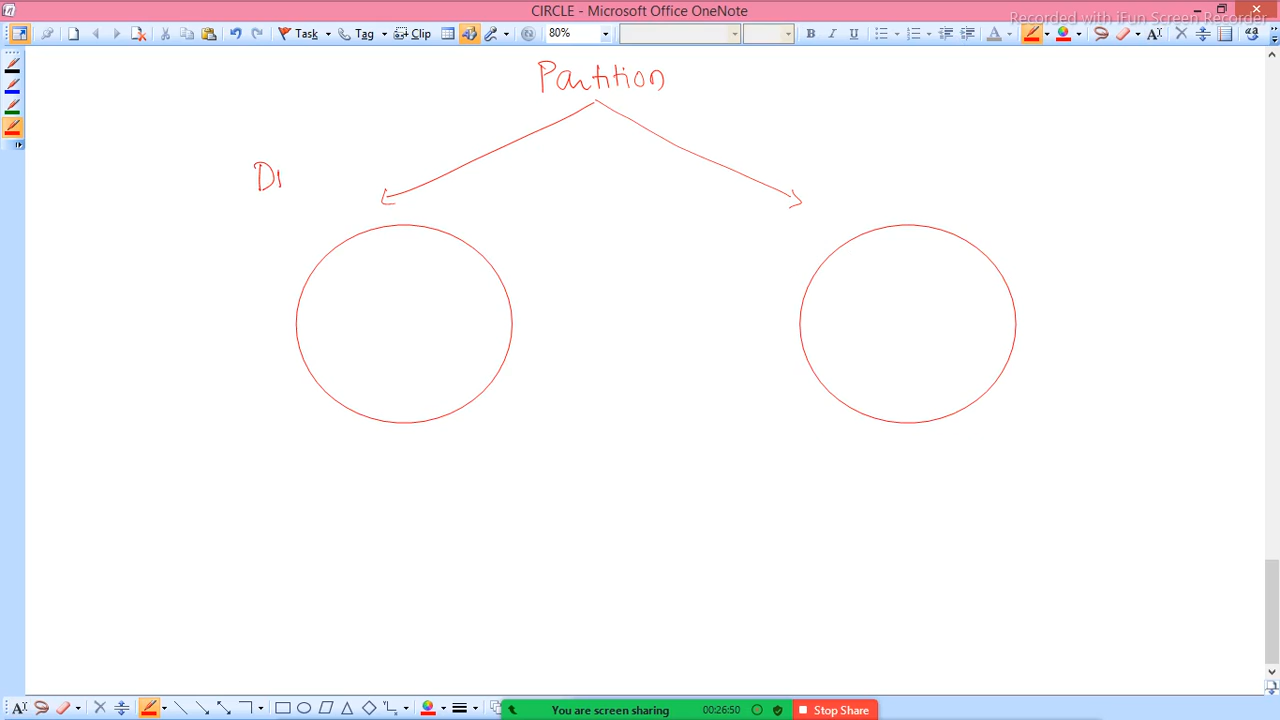 CIRCLE - Microsoft Office OneNote
Recorded with iFun Screen Recorder
Task Tag Clip 80% B I U A
Partition
DI
You are screen sharing 00:26:50 Stop Share